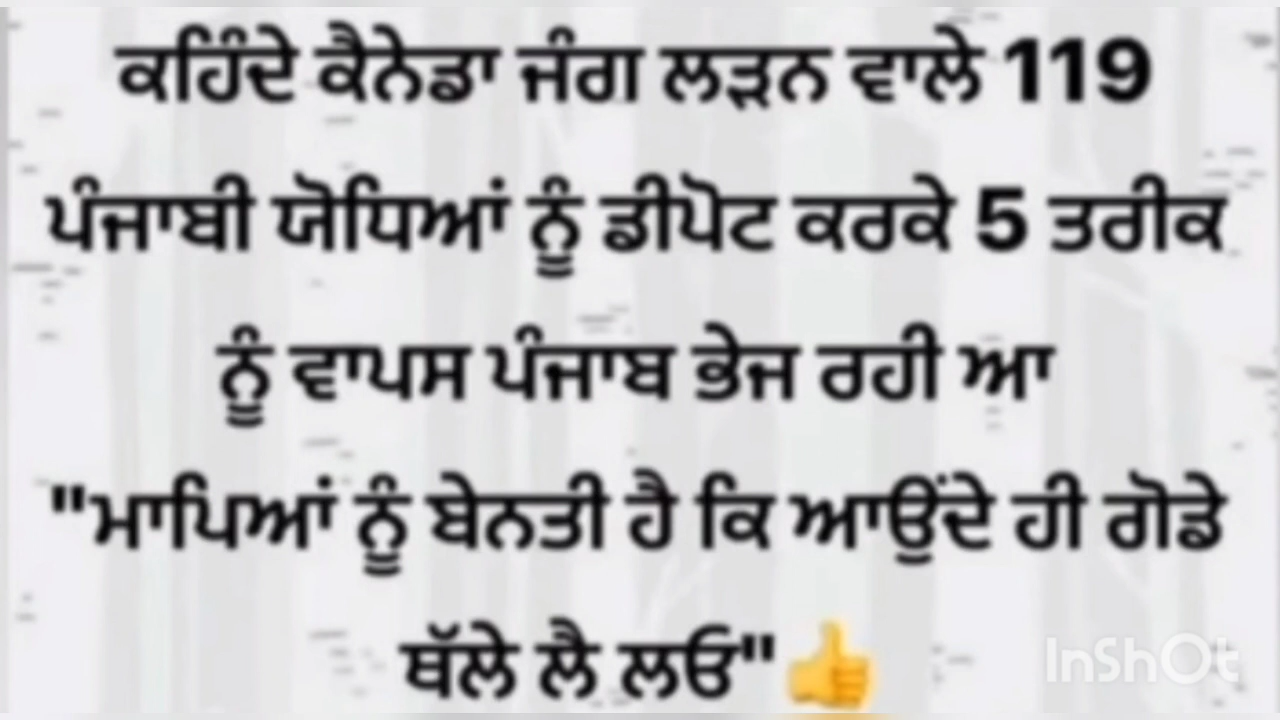 ਕਹਿੰਦੇ ਕੈਨੇਡਾ ਜੰਗ ਲੜਨ ਵਾਲੇ 119
ਪੰਜਾਬੀ ਯੋਧਿਆਂ ਨੂੰ ਡੀਪੋਟ ਕਰਕੇ 5 ਤਰੀਕ
ਨੂੰ ਵਾਪਸ ਪੰਜਾਬ ਭੇਜ ਰਹੀ ਆ
"ਮਾਪਿਆਂ ਨੂੰ ਬੇਨਤੀ ਹੈ ਕਿ ਆਉਂਦੇ ਹੀ ਗੋਡੇ
ਥੱਲੇ ਲੈ ਲਓ"👍
InShOt